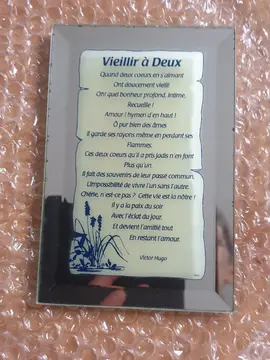 Vieillir à Deux
Quand deux coeurs en s'aimant
Ont doucement vieilli
Oh! quel bonheur profond, intime,
Recueille!
Amour! hymen d'en haut!
Ô pur bien des âmes
Il garde ses rayons même en perdant ses
Flammes.
Ces deux coeurs qu'il a pris jadis n'en font
Plus qu'un.
Il fait des souvenirs de leur passé commun,
L'impossibilité de vivre l'un sans l'autre.
Chérie, n'est-ce pas? Cette vie est la nôtre!
Il y a la paix du soir
Avec l'éclat du jour,
Et devient l'amitié tout
En restant l'amour.
Victor Hugo